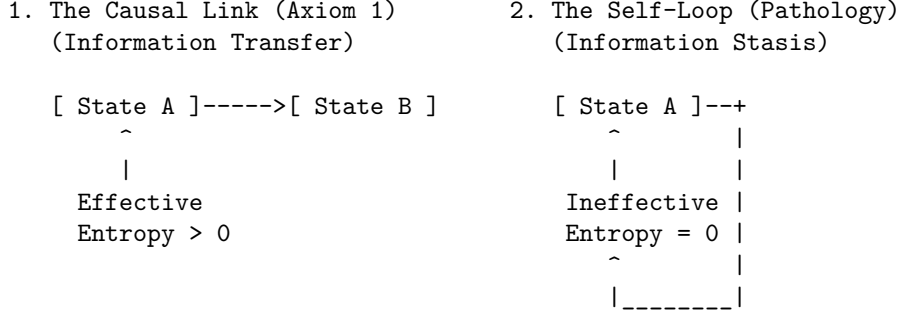 1. The Causal Link (Axiom 1)
(Information Transfer)
[ State A ]----->[ State B ]
^
|
Effective
Entropy > 0
2. The Self-Loop (Pathology)
(Information Stasis)
[ State A ]--+
^ |
| |
Ineffective |
Entropy = 0 |
^ |
|________|